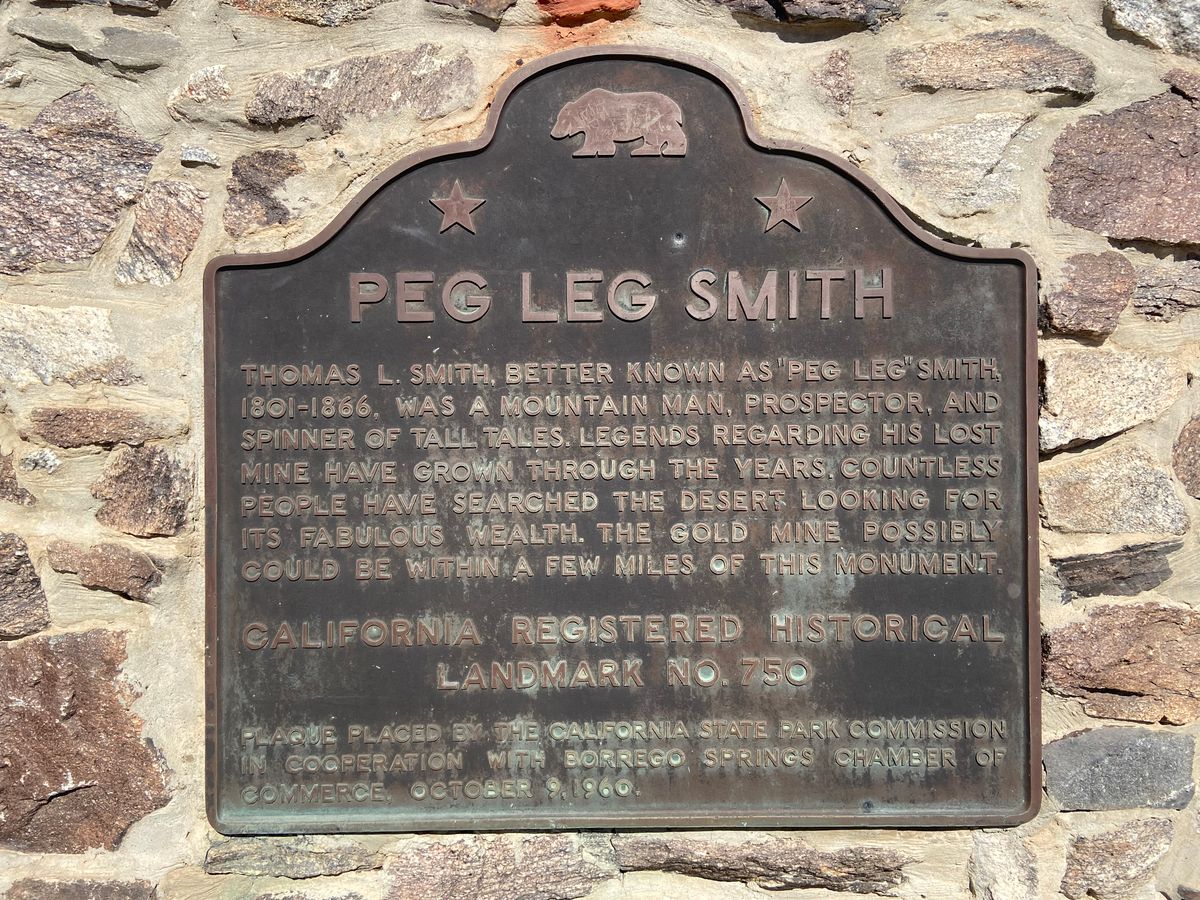 PEG LEG SMITH
THOMAS L. SMITH, BETTER KNOWN AS "PEG LEG" SMITH,
1801-1866, WAS A MOUNTAIN MAN, PROSPECTOR, AND
SPINNER OF TALL TALES. LEGENDS REGARDING HIS LOST
MINE HAVE GROWN THROUGH THE YEARS. COUNTLESS
PEOPLE HAVE SEARCHED THE DESERT LOOKING FOR
ITS FABULOUS WEALTH. THE GOLD MINE POSSIBLY
COULD BE WITHIN A FEW MILES OF THIS MONUMENT.
CALIFORNIA REGISTERED HISTORICAL
LANDMARK NO. 750
PLAQUE PLACED BY THE CALIFORNIA STATE PARK COMMISSION
IN COOPERATION WITH BORREGO SPRINGS CHAMBER OF
COMMERCE, OCTOBER 9, 1960.